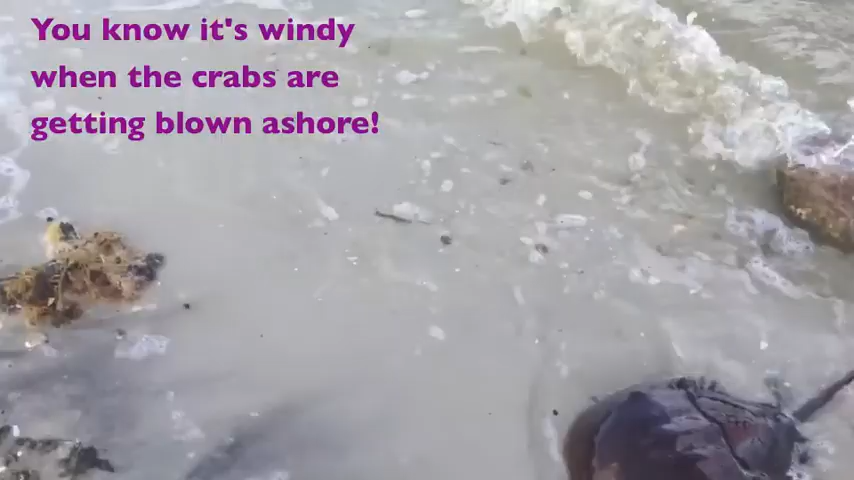 You know it's windy
when the crabs are
getting blown ashore!